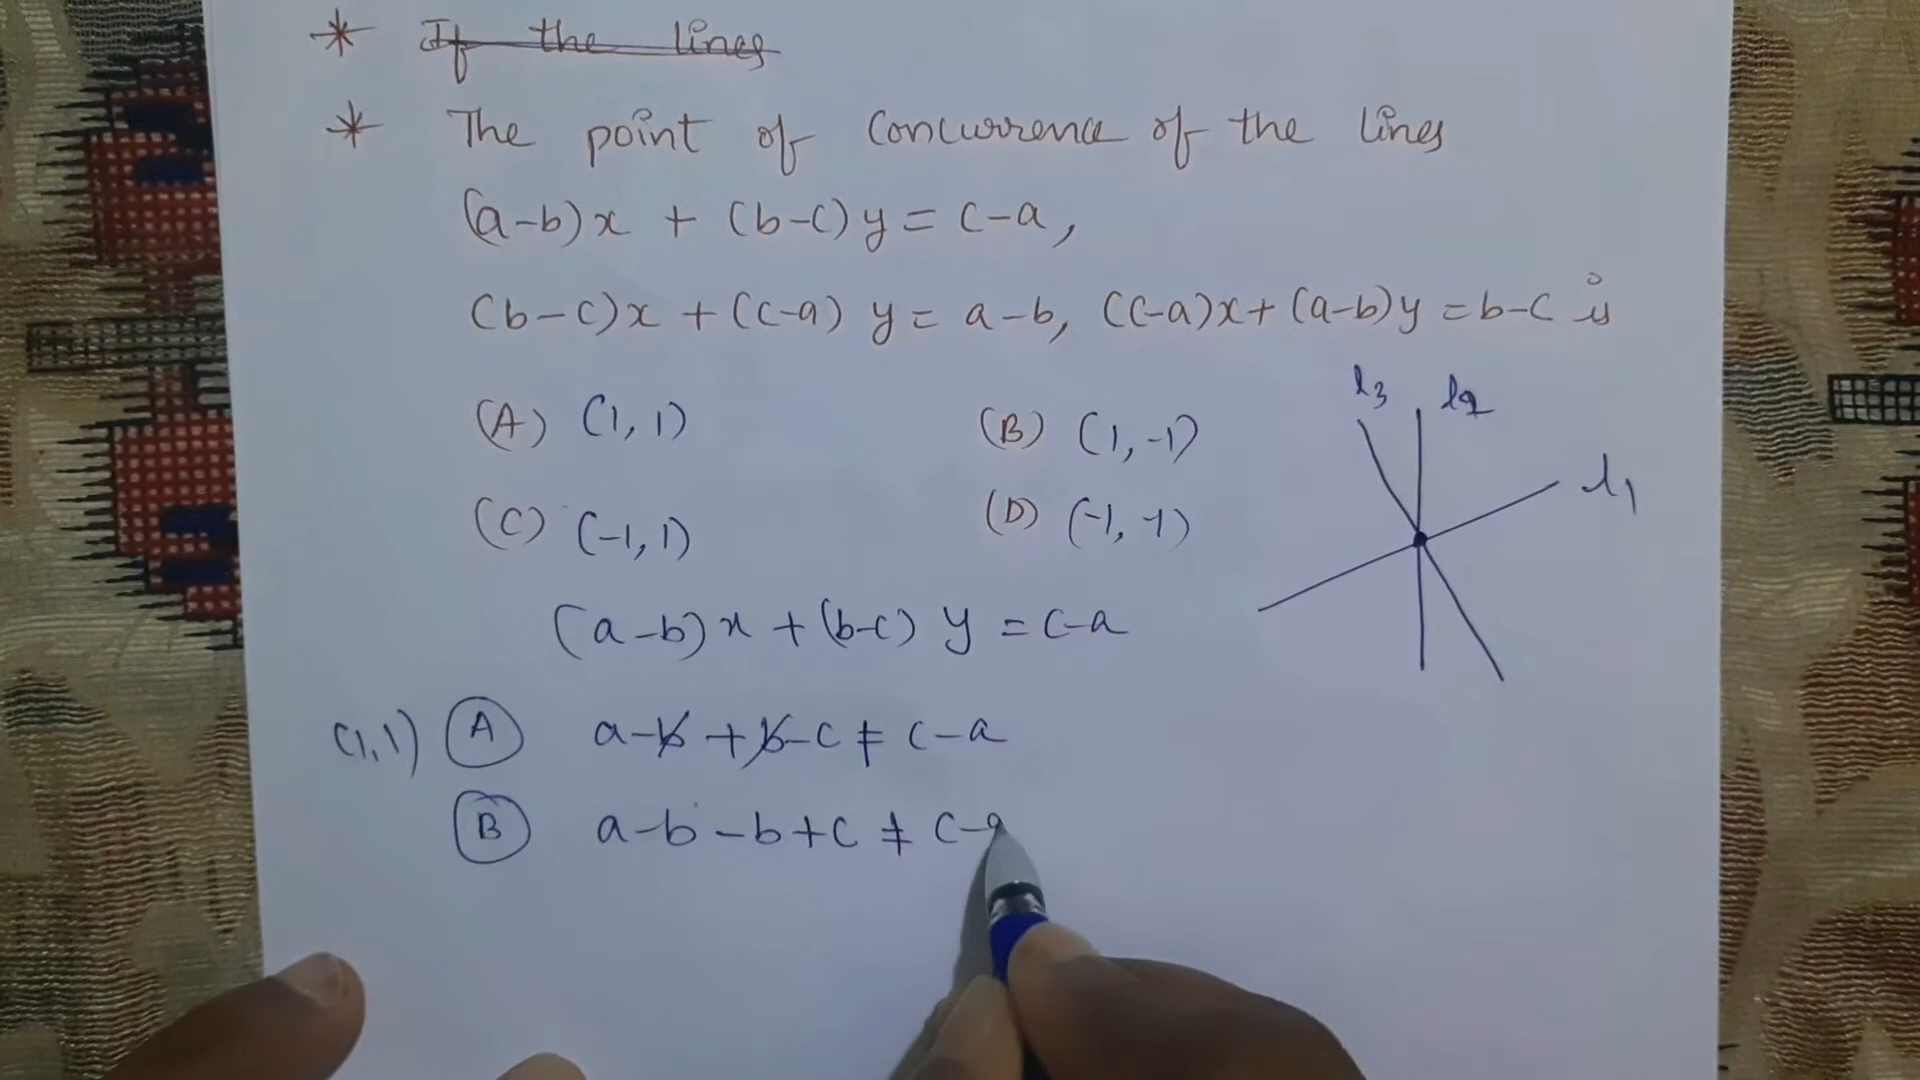 * If the lines
* The point of Concurrence of the lines
(a-b)x + (b-c)y = c-a,
(b-c)x + (c-a) y = a-b, (c-a)x + (a-b)y = b-c is
(A) (1, 1) (B) (1, -1)
(C) (-1, 1) (D) (-1, -1)
l3 l2
l1
(a-b) x + (b-c) y = c-a
(1,1) A a-b + b-c ≠ c-a
B a-b - b+c ≠ c-a